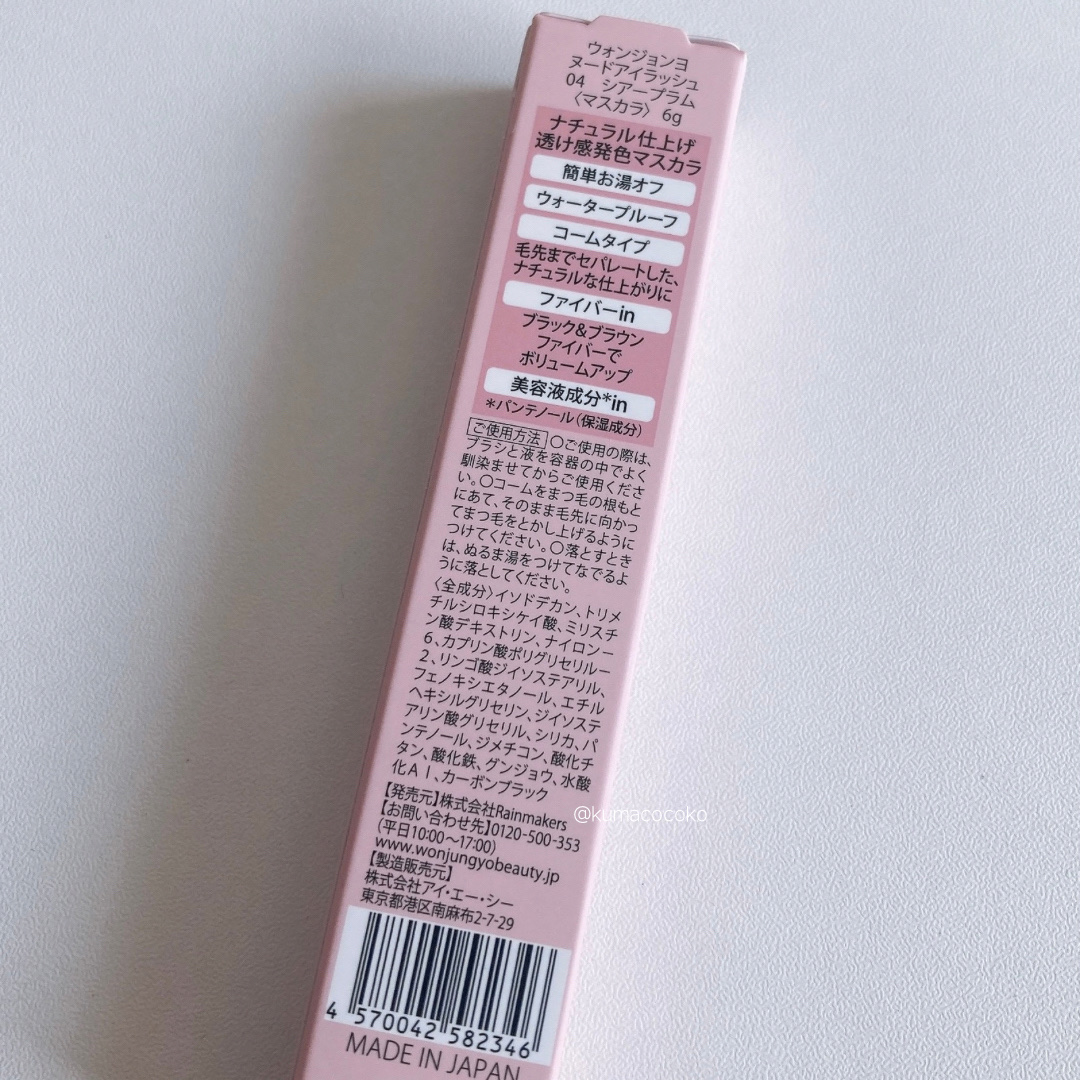 ウォンジョンヨ
ヌードアイラッシュ
04　シアープラム
〈マスカラ〉 6g
ナチュラル仕上げ
透け感発色マスカラ
簡単お湯オフ
ウォータープルーフ
コームタイプ
毛先までセパレートした、
ナチュラルな仕上がりに
ファイバーin
ブラック&ブラウン
ファイバーで
ボリュームアップ
美容液成分*in
*パンテノール(保湿成分)
ご使用方法 〇ご使用の際は、
ブラシと液を容器の中でよく
馴染ませてからご使用くださ
い。〇コームをまつ毛の根もと
にあて、そのまま毛先に向かっ
てまつ毛をとかし上げるように
つけてください。〇落とすとき
は、ぬるま湯をつけてなでるよ
うに落としてください。
〈全成分〉イソドデカン、トリメ
チルシロキシケイ酸、ミリスチ
ン酸デキストリン、ナイロン－
6、カプリン酸ポリグリセリル－
2、リンゴ酸ジイソステアリル、
フェノキシエタノール、エチル
ヘキシルグリセリン、ジイソステ
アリン酸グリセリル、シリカ、パ
ンテノール、ジメチコン、酸化チ
タン、酸化鉄、グンジョウ、水酸
化Al、カーボンブラック
【発売元】株式会社Rainmakers
【お問い合わせ先】0120-500-353
(平日10:00～17:00)
www.wonjungyobeauty.jp
【製造販売元】
株式会社アイ・エー・シー
東京都港区南麻布2-7-29
4 570042 582346
MADE IN JAPAN
@kumacocoko